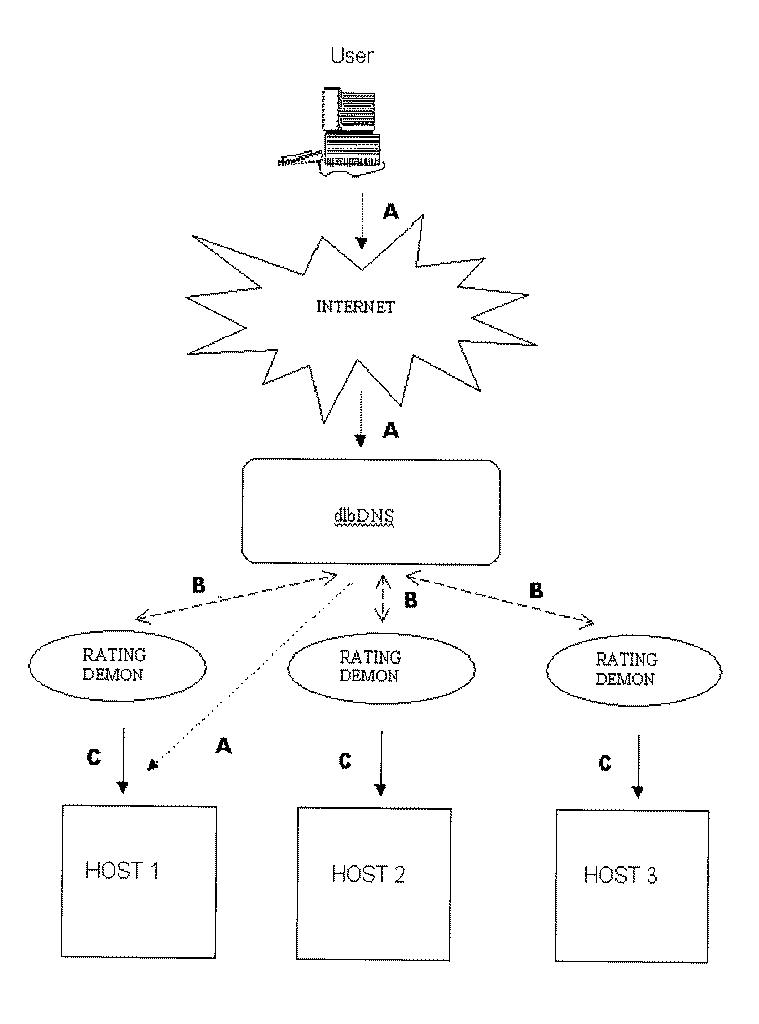 User
A
INTERNET
A
dlbDNS
B
B
B
RATING
DEMON
RATING
DEMON
RATING
DEMON
A
C
C
C
HOST 1
HOST 2
HOST 3